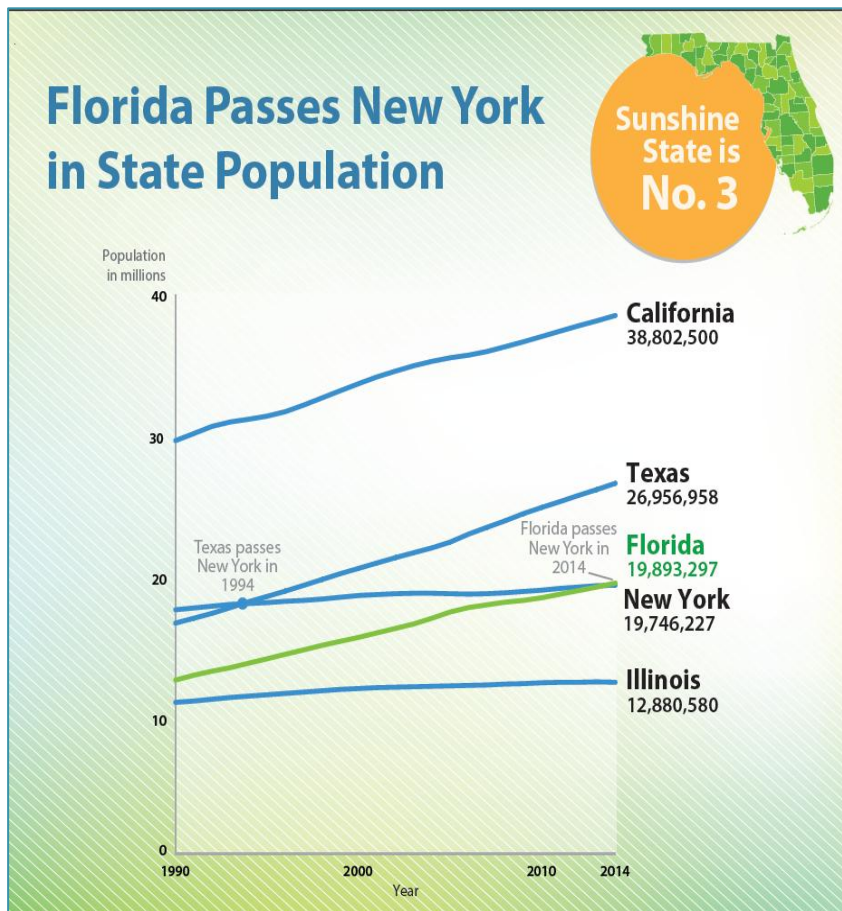 Florida Passes New York
in State Population
Sunshine
State is
No. 3
Population
in millions
40
30
20
10
0
1990
2000
2010
2014
Year
Texas passes
New York in
1994
Florida passes
New York in
2014
California
38,802,500
Texas
26,956,958
Florida
19,893,297
New York
19,746,227
Illinois
12,880,580